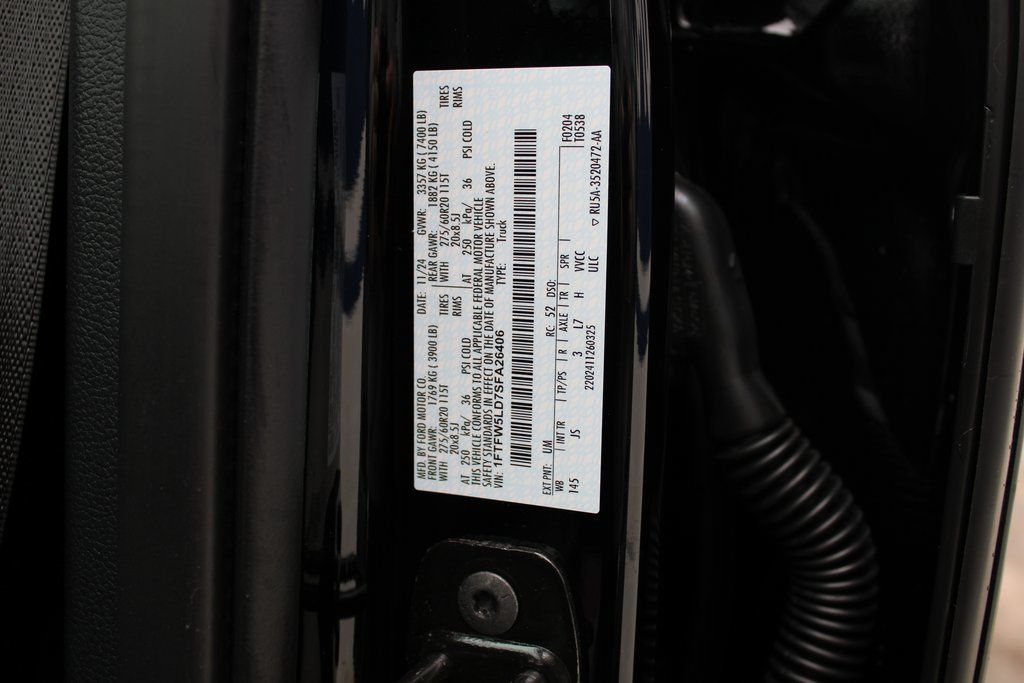 MFD. BY FORD MOTOR CO. DATE: 11/24 GVWR: 3357 KG ( 7400 LB)
FRONT GAWR: 1769 KG ( 3900 LB) REAR GAWR: 1882 KG ( 4150 LB)
WITH 275/60R20 115T TIRES WITH 275/60R20 115T TIRES
20x8.5J RIMS 20x8.5J RIMS
AT 250 kPa/ 36 PSI COLD AT 250 kPa/ 36 PSI COLD
THIS VEHICLE CONFORMS TO ALL APPLICABLE FEDERAL MOTOR VEHICLE
SAFETY STANDARDS IN EFFECT ON THE DATE OF MANUFACTURE SHOWN ABOVE.
VIN: 1FTFW5LD7SFA26406 TYPE: Truck
EXT PNT: UM RC: 52 DSO: F0204
WB INT TR TP/PS R AXLE TR SPR T0538
145 JS 3 L7 H VVCC
2202411260325 ULC ▽ RU5A-3520472-AA